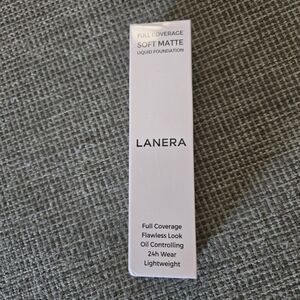 FULL COVERAGE
SOFT MATTE
LIQUID FOUNDATION
LANERA
Full Coverage
Flawless Look
Oil Controlling
24h Wear
Lightweight